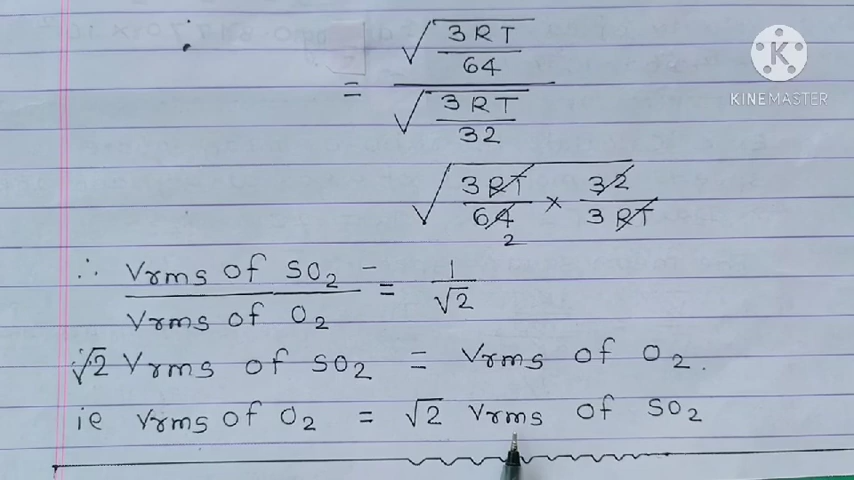 ∴
= √(3RT/64) / √(3RT/32)
K
KINEMASTER
√(3RT/64 × 32/3RT)
2
∴ Vrms of SO₂ / Vrms of O₂ = 1/√2
√2 Vrms of SO₂ = Vrms of O₂.
ie Vrms of O₂ = √2 Vrms of SO₂